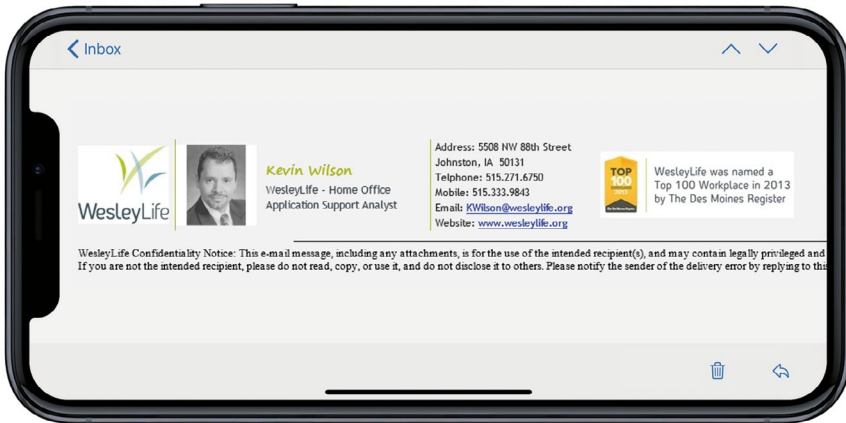 Inbox
WesleyLife
Kevin Wilson
WesleyLife - Home Office
Application Support Analyst
Address: 5508 NW 88th Street
Johnston, IA 50131
Telphone: 515.271.6750
Mobile: 515.333.9843
Email: KWilson@wesleylife.org
Website: www.wesleylife.org
TOP
100
2013
WesleyLife was named a
Top 100 Workplace in 2013
by The Des Moines Register
WesleyLife Confidentiality Notice: This e-mail message, including any attachments, is for the use of the intended recipient(s), and may contain legally privileged and
If you are not the intended recipient, please do not read, copy, or use it, and do not disclose it to others. Please notify the sender of the delivery error by replying to this